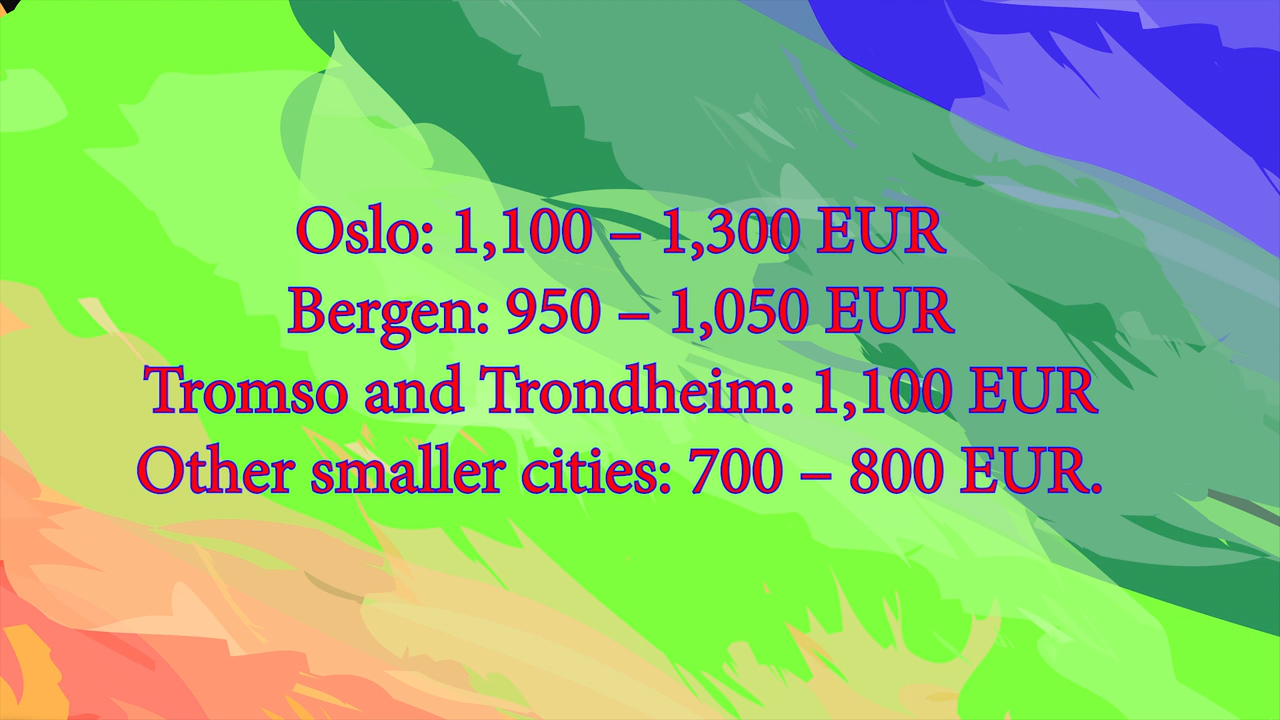 Oslo: 1,100 – 1,300 EUR
Bergen: 950 – 1,050 EUR
Tromso and Trondheim: 1,100 EUR
Other smaller cities: 700 – 800 EUR.